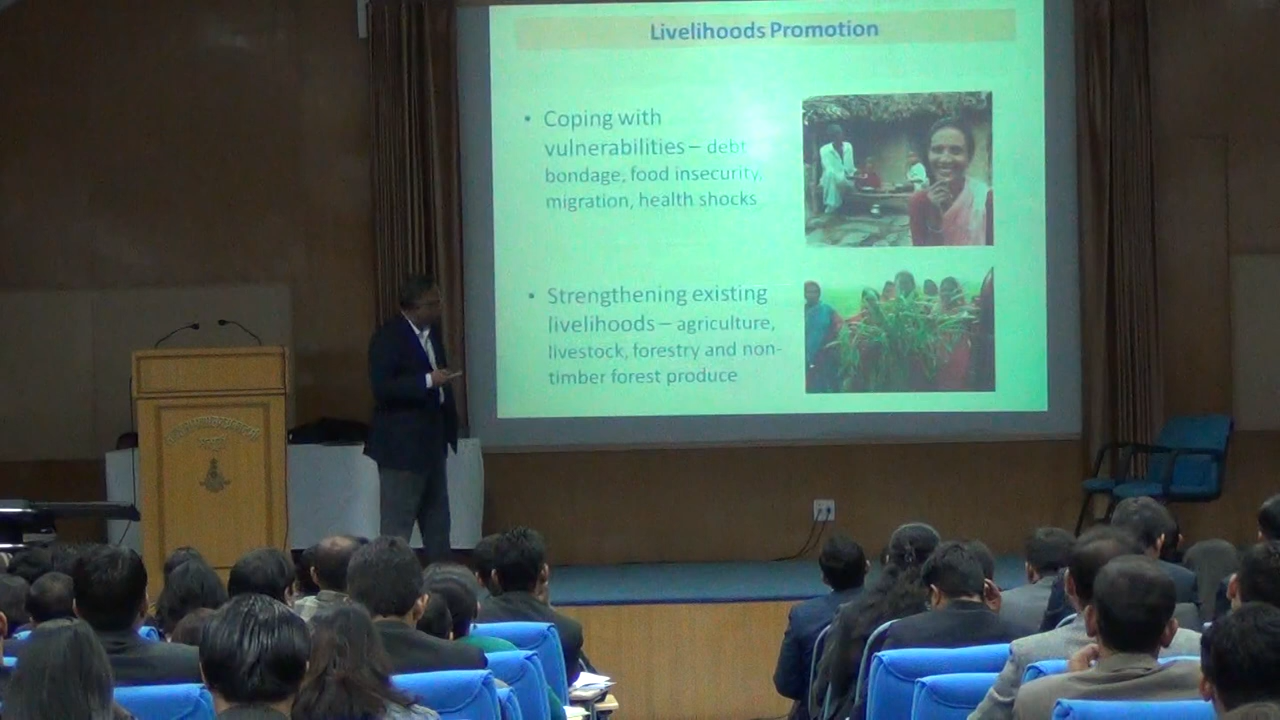 Livelihoods Promotion
• Coping with
vulnerabilities – debt
bondage, food insecurity,
migration, health shocks
• Strengthening existing
livelihoods – agriculture,
livestock, forestry and non-
timber forest produce